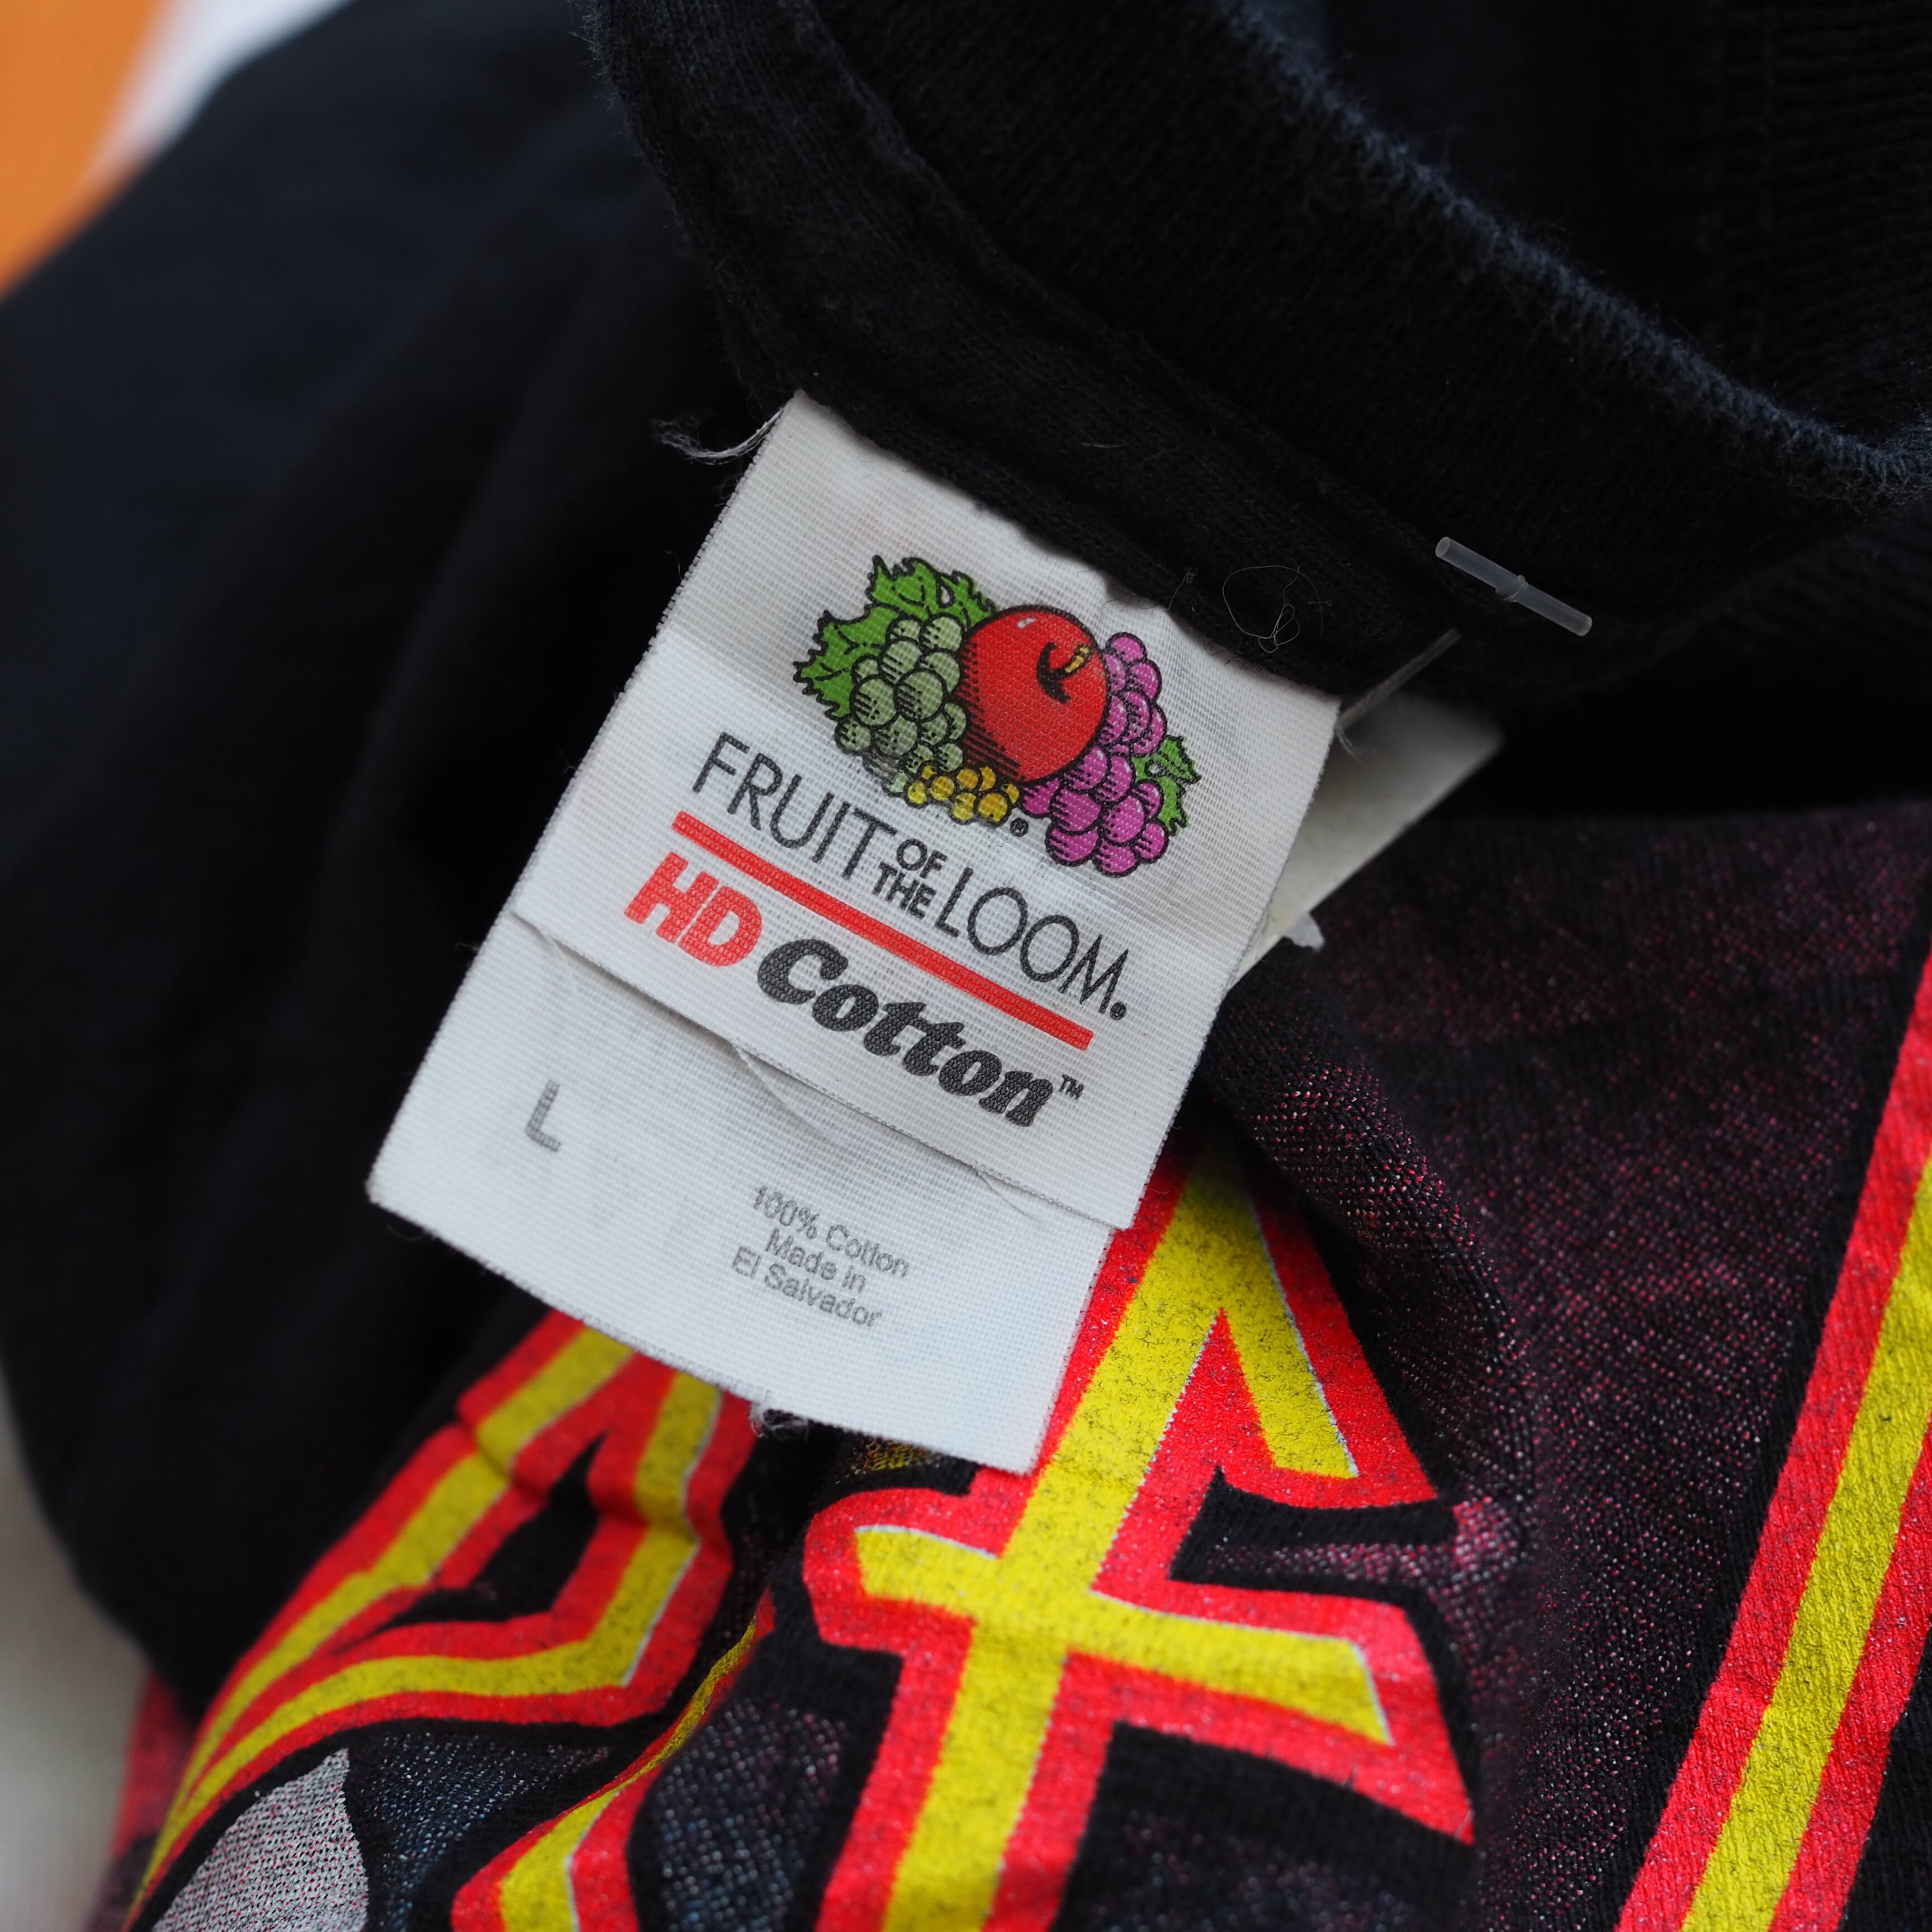 FRUIT OF THE LOOM®
HD Cotton™
L
100% Cotton
Made in
El Salvador